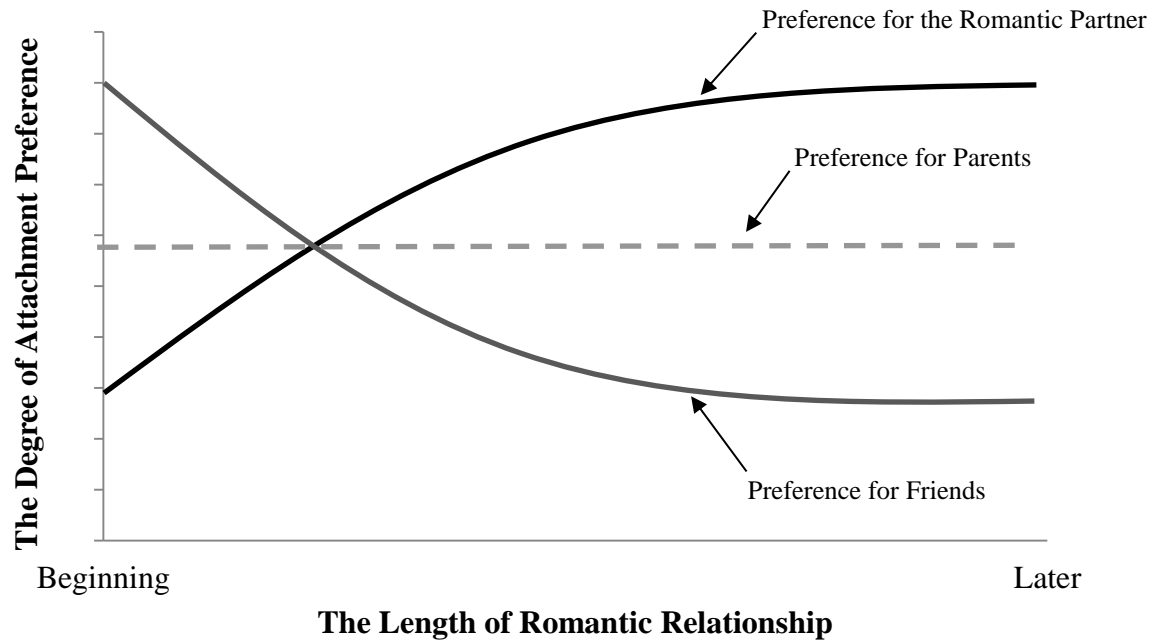 Preference for the Romantic Partner
The Degree of Attachment Preference
Preference for Parents
Preference for Friends
Beginning
Later
The Length of Romantic Relationship